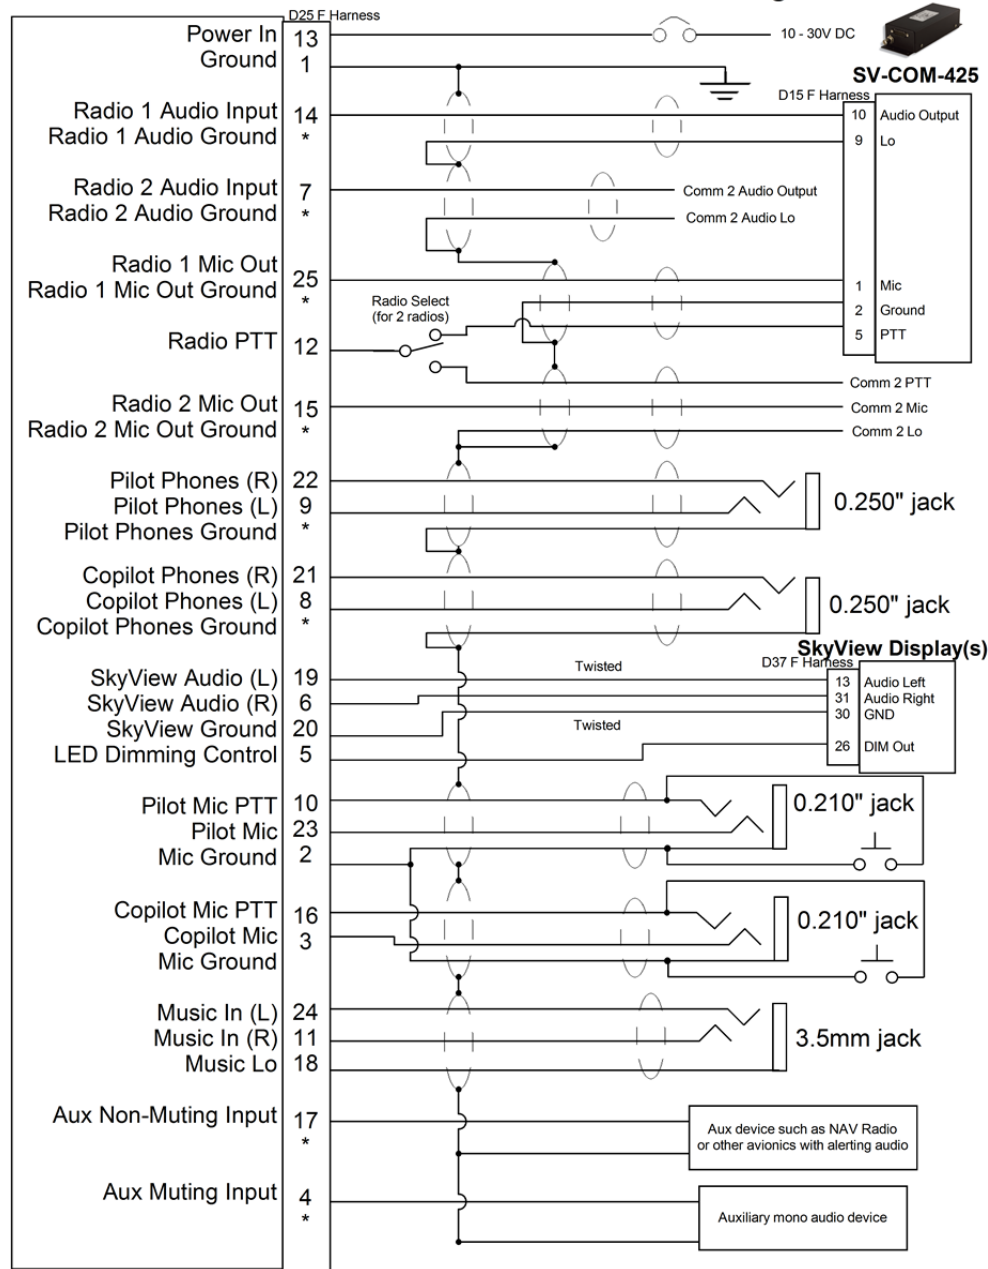 D25 F Harness
Power In 13 10 - 30V DC
Ground 1
SV-COM-425
D15 F Harness
Radio 1 Audio Input 14 10 Audio Output
Radio 1 Audio Ground * 9 Lo
Radio 2 Audio Input 7 Comm 2 Audio Output
Radio 2 Audio Ground * Comm 2 Audio Lo
Radio 1 Mic Out 25 1 Mic
Radio 1 Mic Out Ground * 2 Ground
Radio Select
(for 2 radios)
Radio PTT 12 5 PTT
Comm 2 PTT
Radio 2 Mic Out 15 Comm 2 Mic
Radio 2 Mic Out Ground * Comm 2 Lo
Pilot Phones (R) 22
Pilot Phones (L) 9 0.250" jack
Pilot Phones Ground *
Copilot Phones (R) 21
Copilot Phones (L) 8 0.250" jack
Copilot Phones Ground *
SkyView Display(s)
D37 F Harness
Twisted
SkyView Audio (L) 19 13 Audio Left
SkyView Audio (R) 6 31 Audio Right
SkyView Ground 20 30 GND
Twisted
LED Dimming Control 5 26 DIM Out
Pilot Mic PTT 10 0.210" jack
Pilot Mic 23
Mic Ground 2
Copilot Mic PTT 16 0.210" jack
Copilot Mic 3
Mic Ground
Music In (L) 24
Music In (R) 11 3.5mm jack
Music Lo 18
Aux Non-Muting Input 17
*
Aux device such as NAV Radio
or other avionics with alerting audio
Aux Muting Input 4
*
Auxiliary mono audio device